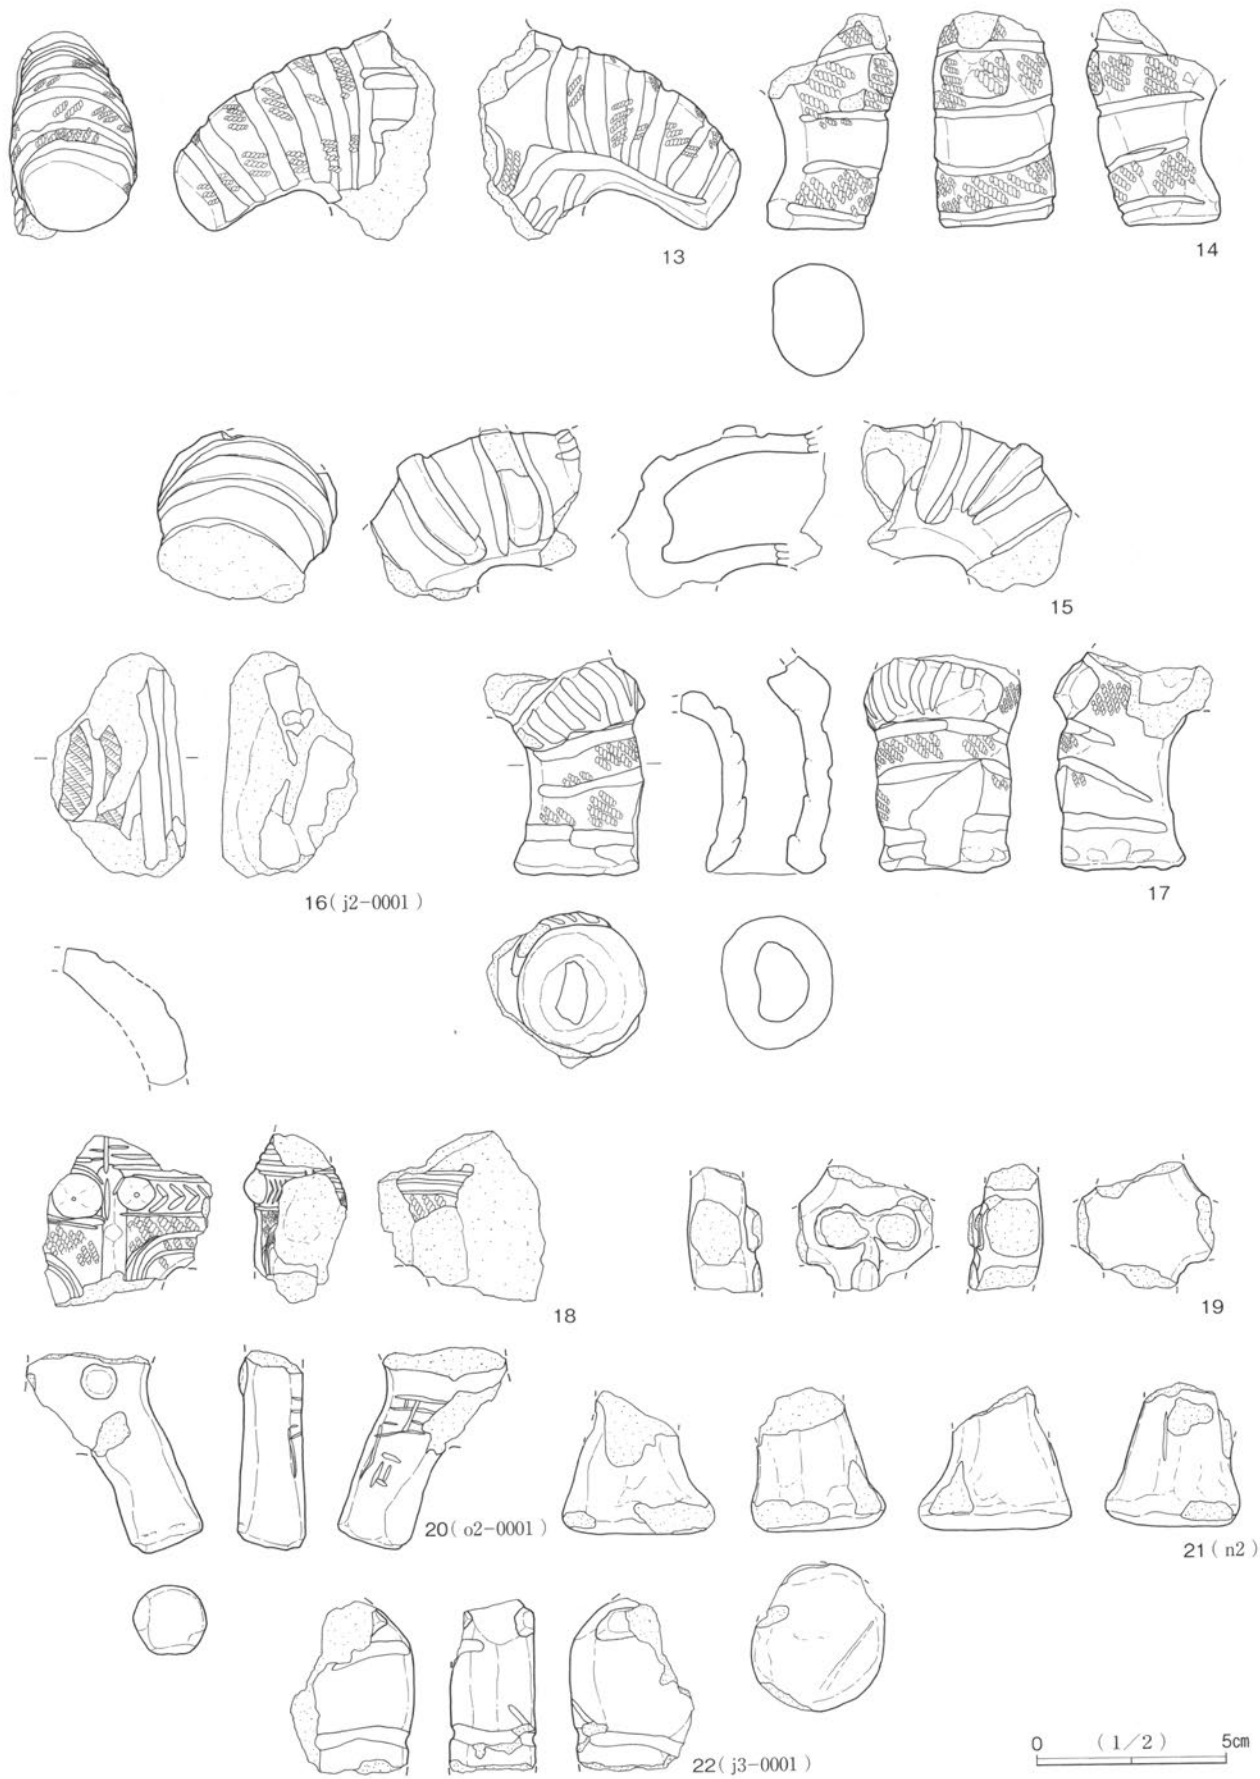 13
14
15
16(j2-0001)
17
18
19
20(o2-0001)
21(n2)
22(j3-0001)
0 (1/2) 5cm